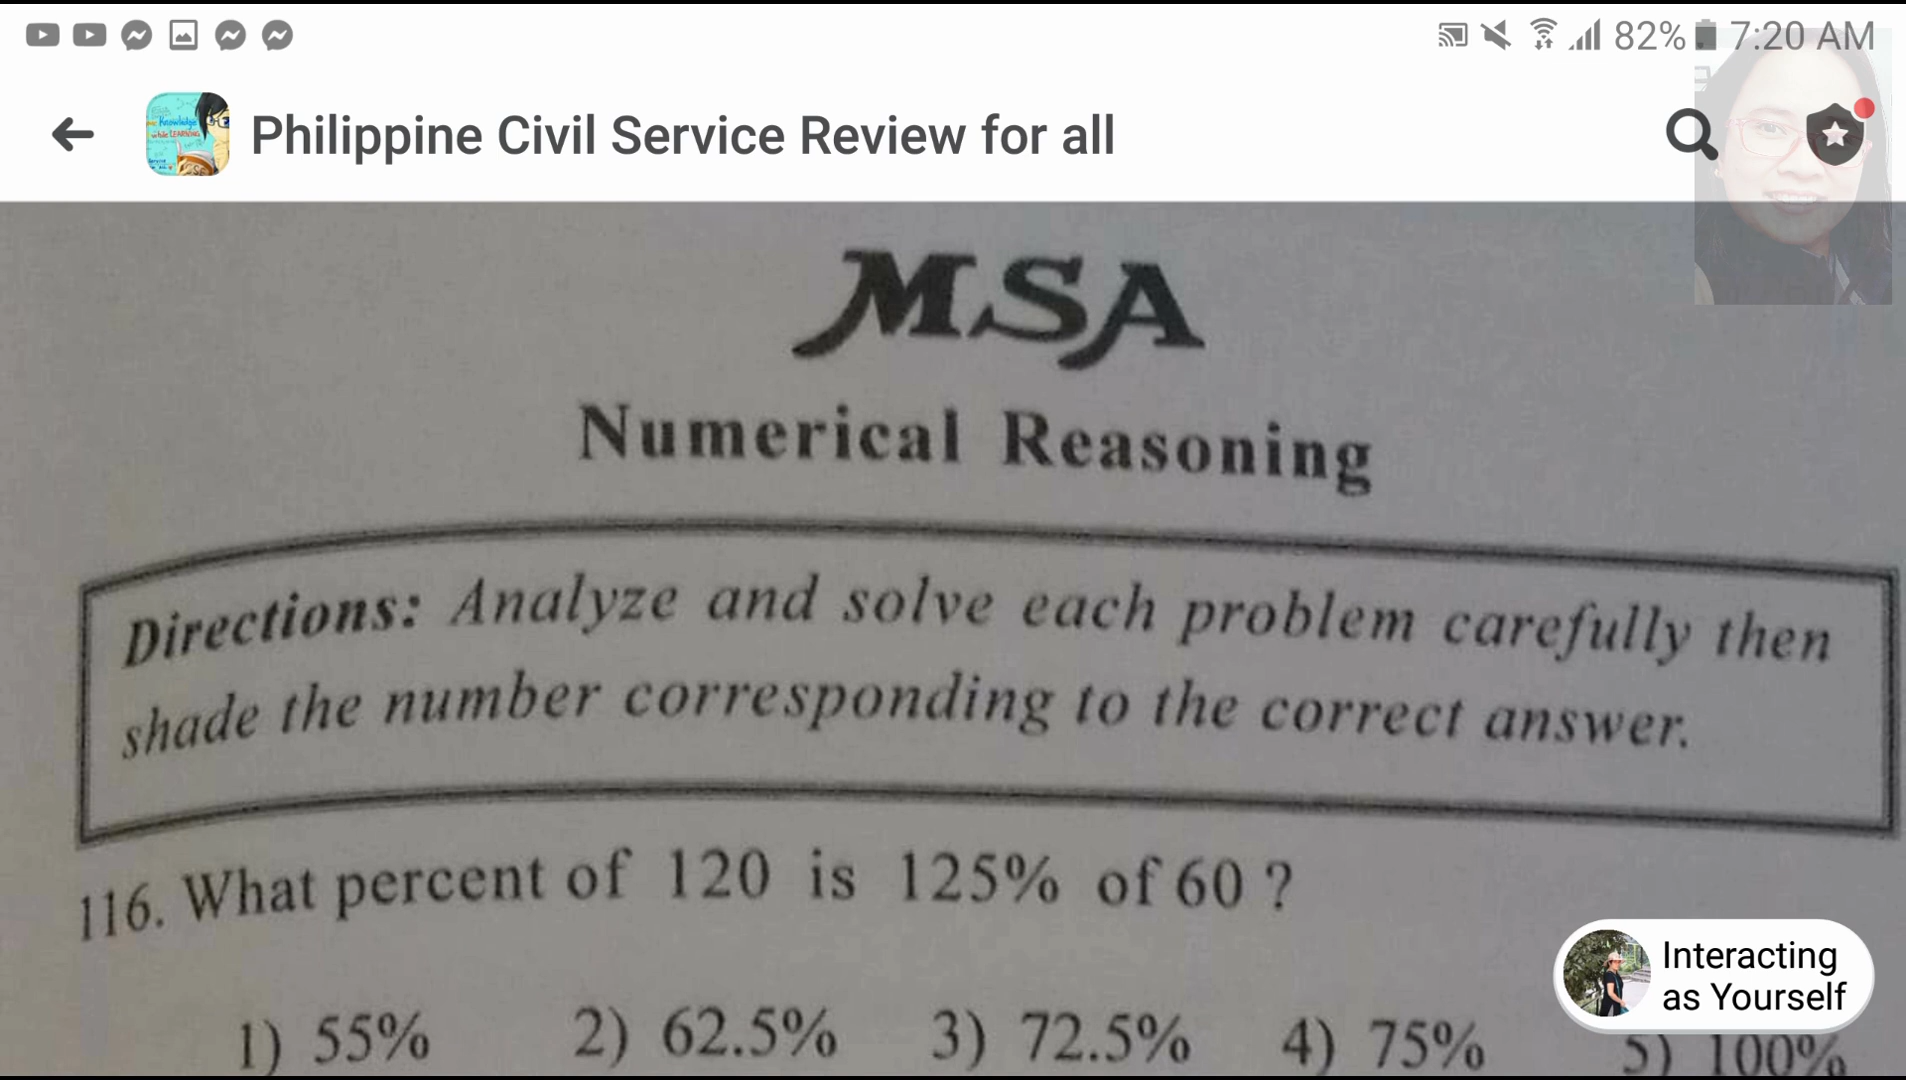 82% 7:20 AM
Philippine Civil Service Review for all
MSA
Numerical Reasoning
Directions: Analyze and solve each problem carefully then
shade the number corresponding to the correct answer.
116. What percent of 120 is 125% of 60 ?
Interacting
as Yourself
1) 55% 2) 62.5% 3) 72.5% 4) 75% 5) 100%